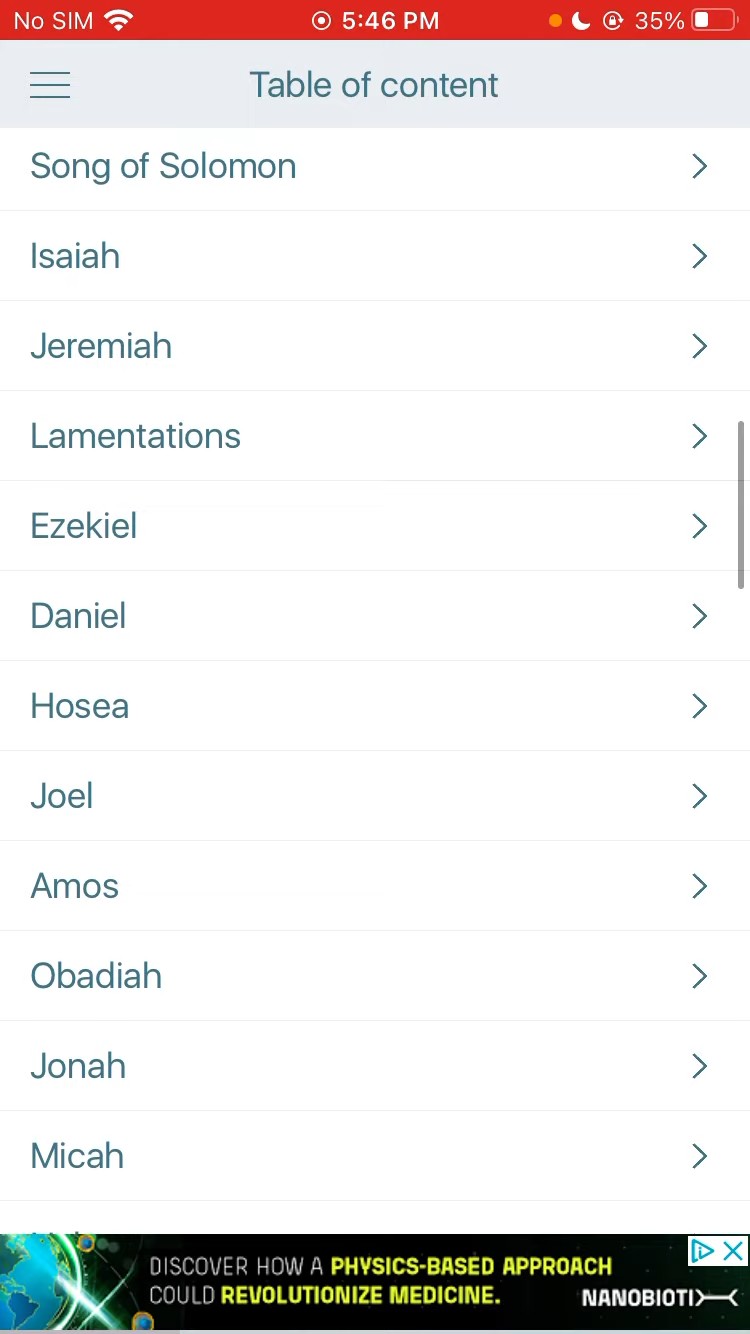 No SIM 5:46 PM 35%
Table of content
Song of Solomon
Isaiah
Jeremiah
Lamentations
Ezekiel
Daniel
Hosea
Joel
Amos
Obadiah
Jonah
Micah
DISCOVER HOW A PHYSICS-BASED APPROACH
COULD REVOLUTIONIZE MEDICINE.
NANOBIOTI